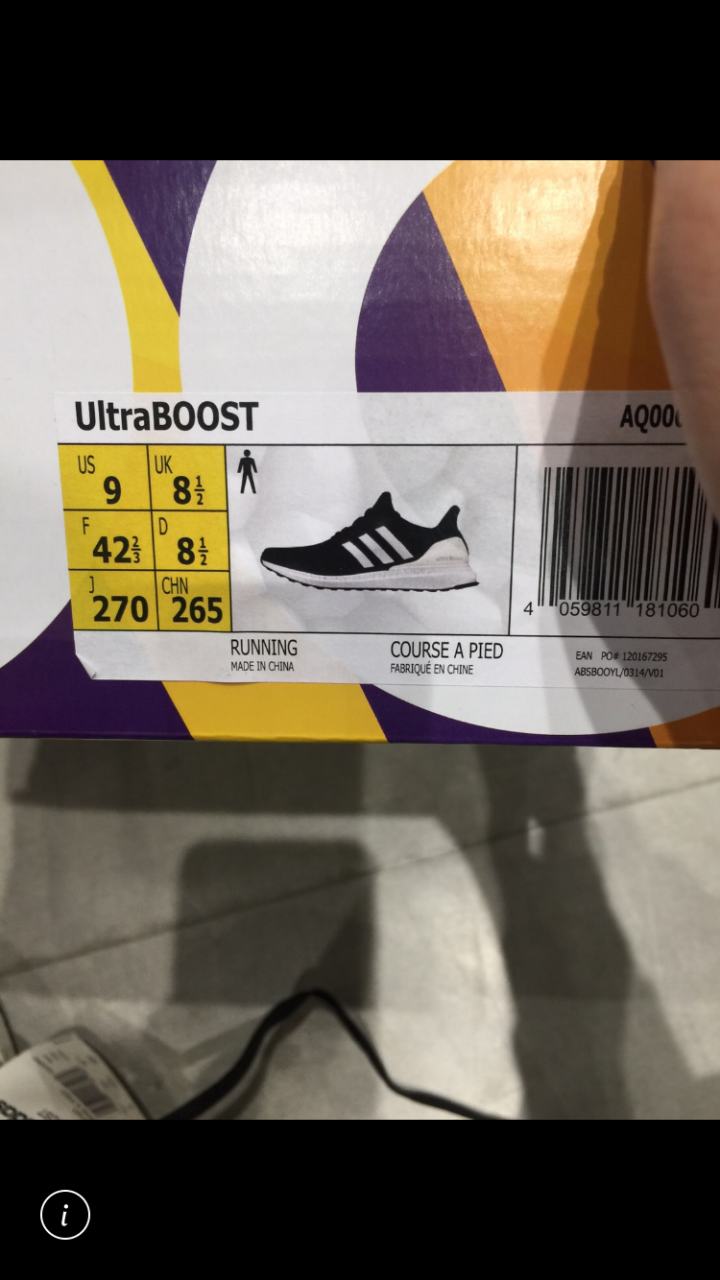 UltraBOOST
US 9 UK 8½
F 42⅔ D 8½
J 270 CHN 265
4 059811 181060
RUNNING
MADE IN CHINA
COURSE A PIED
FABRIQUÉ EN CHINE
EAN PO# 120167295
ABSBOOYL/0314/V01
i